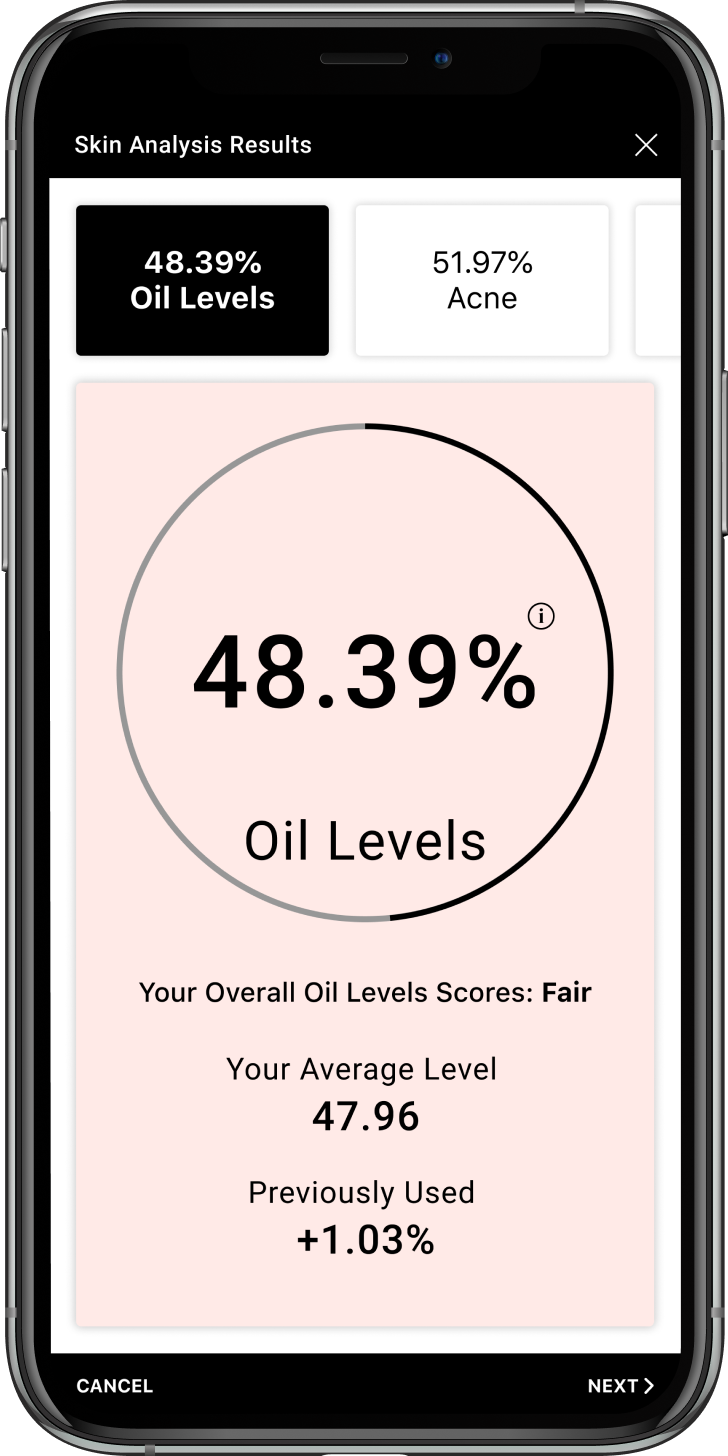 Skin Analysis Results
48.39%
Oil Levels
51.97%
Acne
48.39%
Oil Levels
Your Overall Oil Levels Scores: Fair
Your Average Level
47.96
Previously Used
+1.03%
CANCEL
NEXT